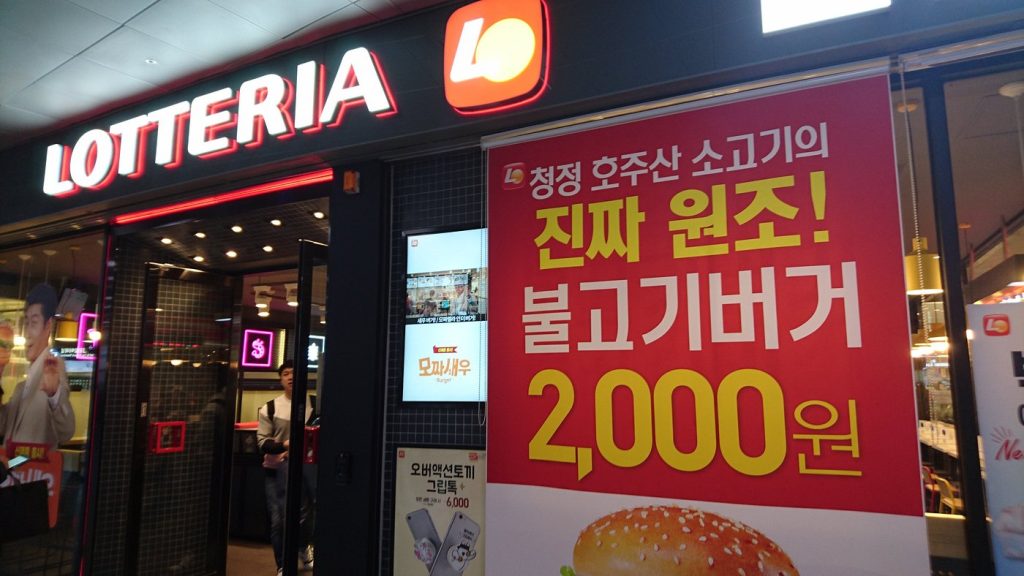 LOTTERIA
청정 호주산 소고기의
진짜 원조!
불고기버거
2,000원
모짜새우
Burger
오버액션토끼
그립톡+
6,000